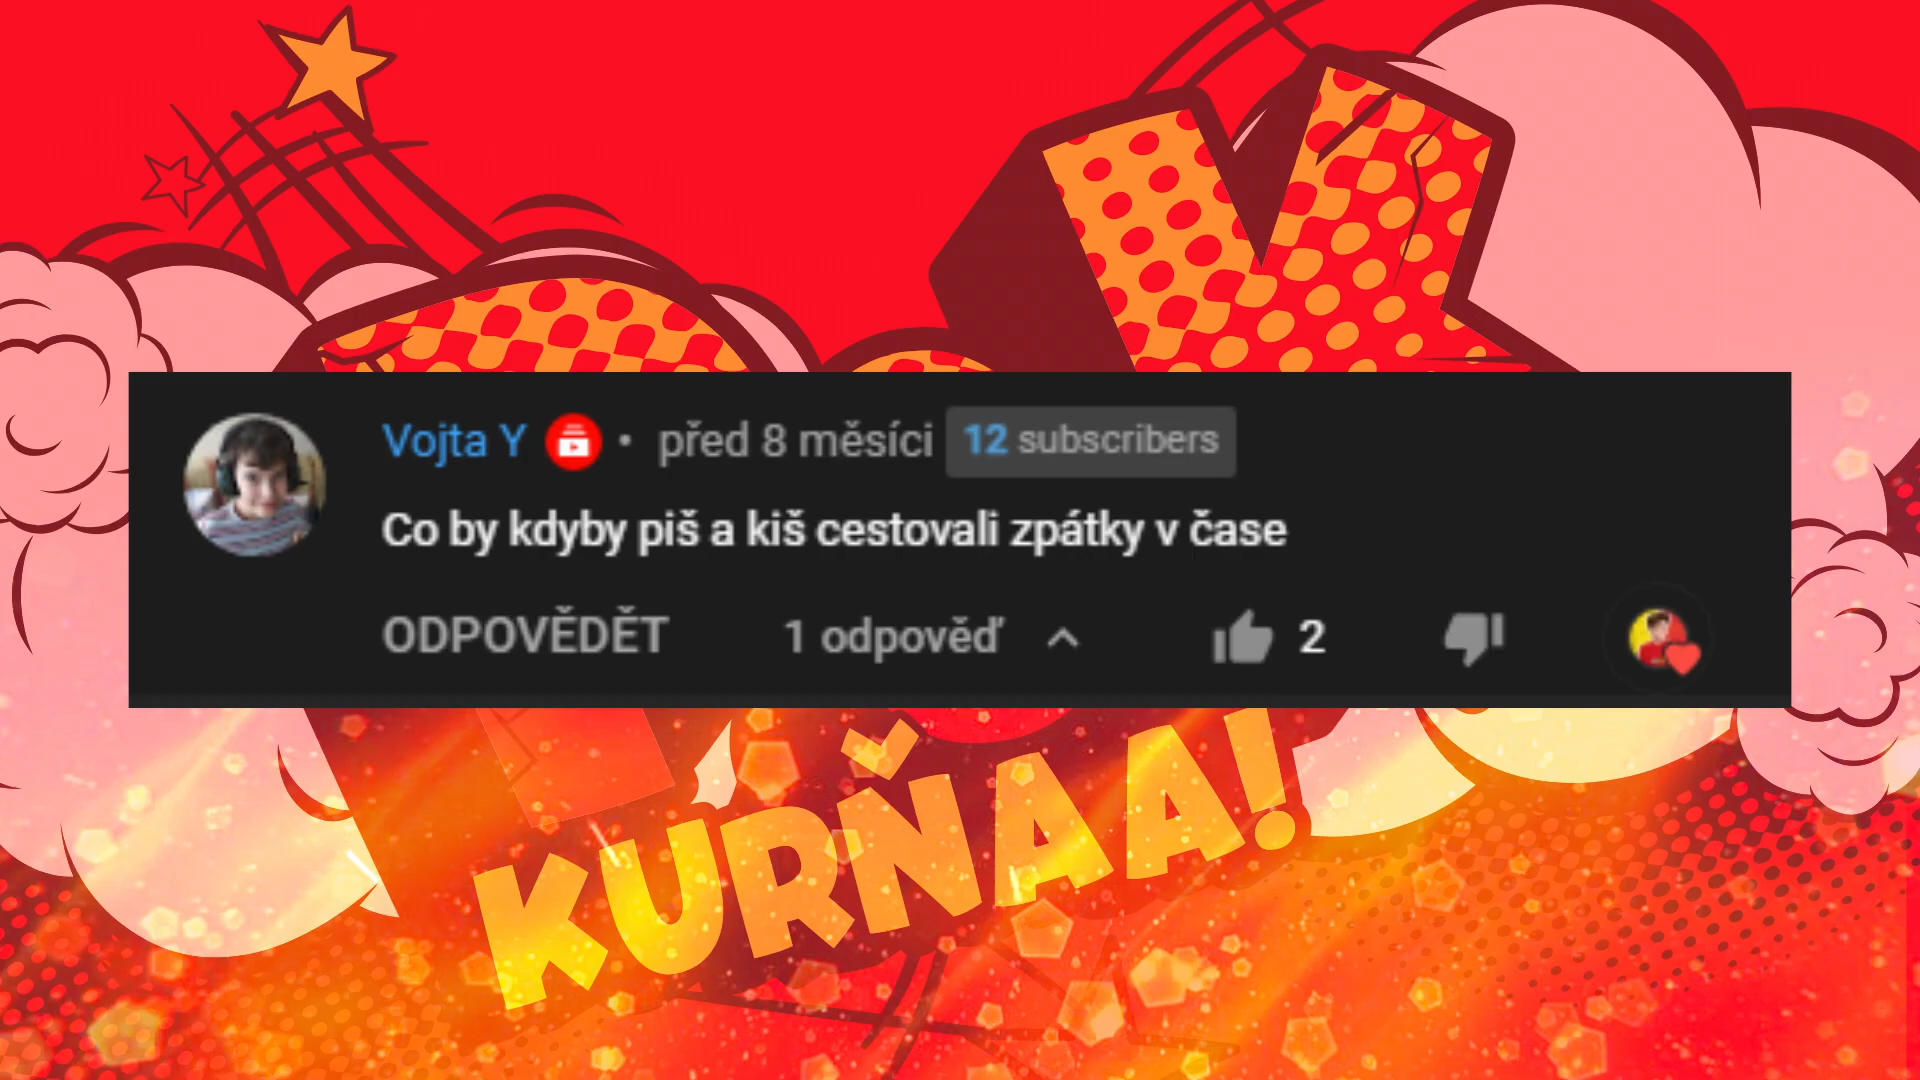 Vojta Y • před 8 měsíci 12 subscribers
Co by kdyby piš a kiš cestovali zpátky v čase
ODPOVĚDĚT 1 odpověď 2
KURŇAA!